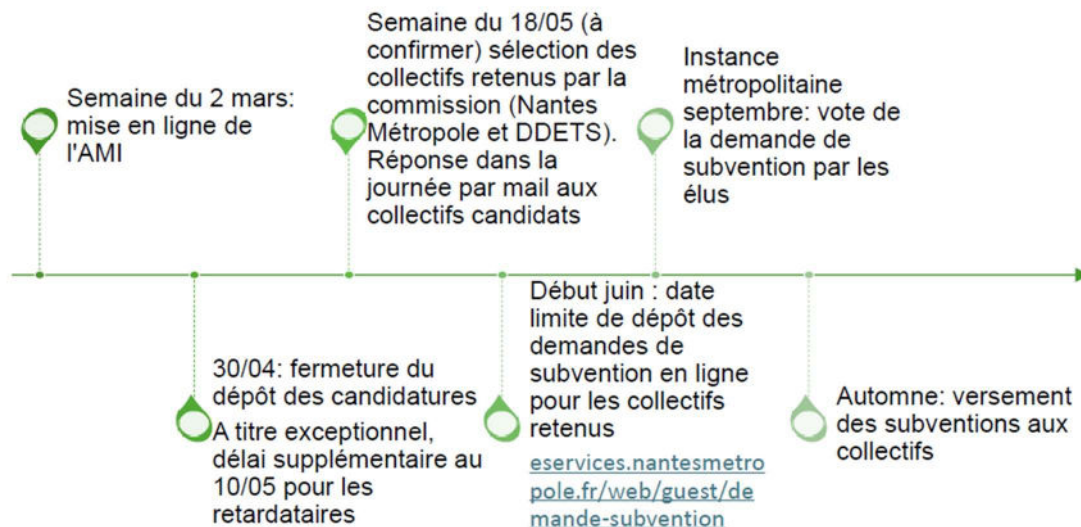 Semaine du 2 mars:
mise en ligne de
l'AMI
30/04: fermeture du
dépôt des candidatures
A titre exceptionnel,
délai supplémentaire au
10/05 pour les
retardataires
Semaine du 18/05 (à
confirmer) sélection des
collectifs retenus par la
commission (Nantes
Métropole et DDETS).
Réponse dans la
journée par mail aux
collectifs candidats
Début juin : date
limite de dépôt des
demandes de
subvention en ligne
pour les collectifs
retenus
eservices.nantesmetro
pole.fr/web/guest/de
mande-subvention
Instance
métropolitaine
septembre: vote de
la demande de
subvention par les
élus
Automne: versement
des subventions aux
collectifs